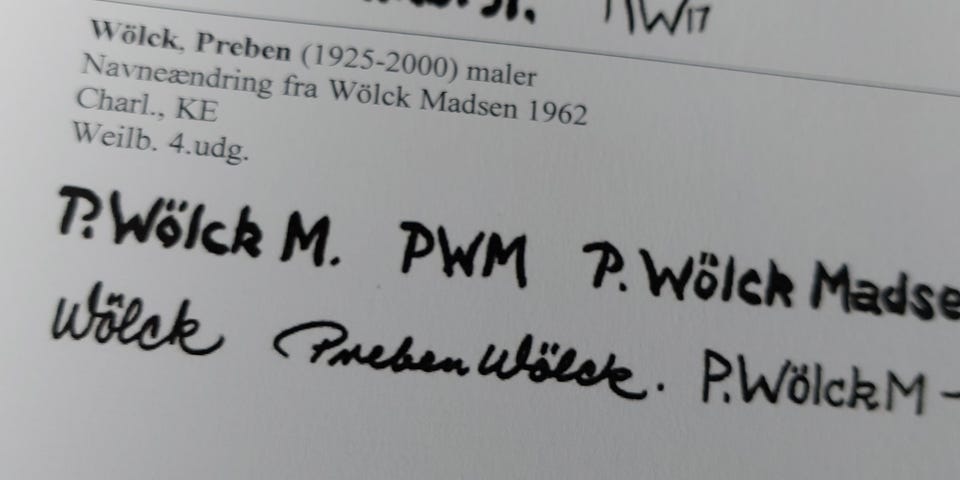 W17
Wölck, Preben (1925-2000) maler
Navneændring fra Wölck Madsen 1962
Charl., KE
Weilb. 4.udg.
P. Wölck M. PWM P. Wölck Madse
Wölck Preben Wölck. P. Wölck M -